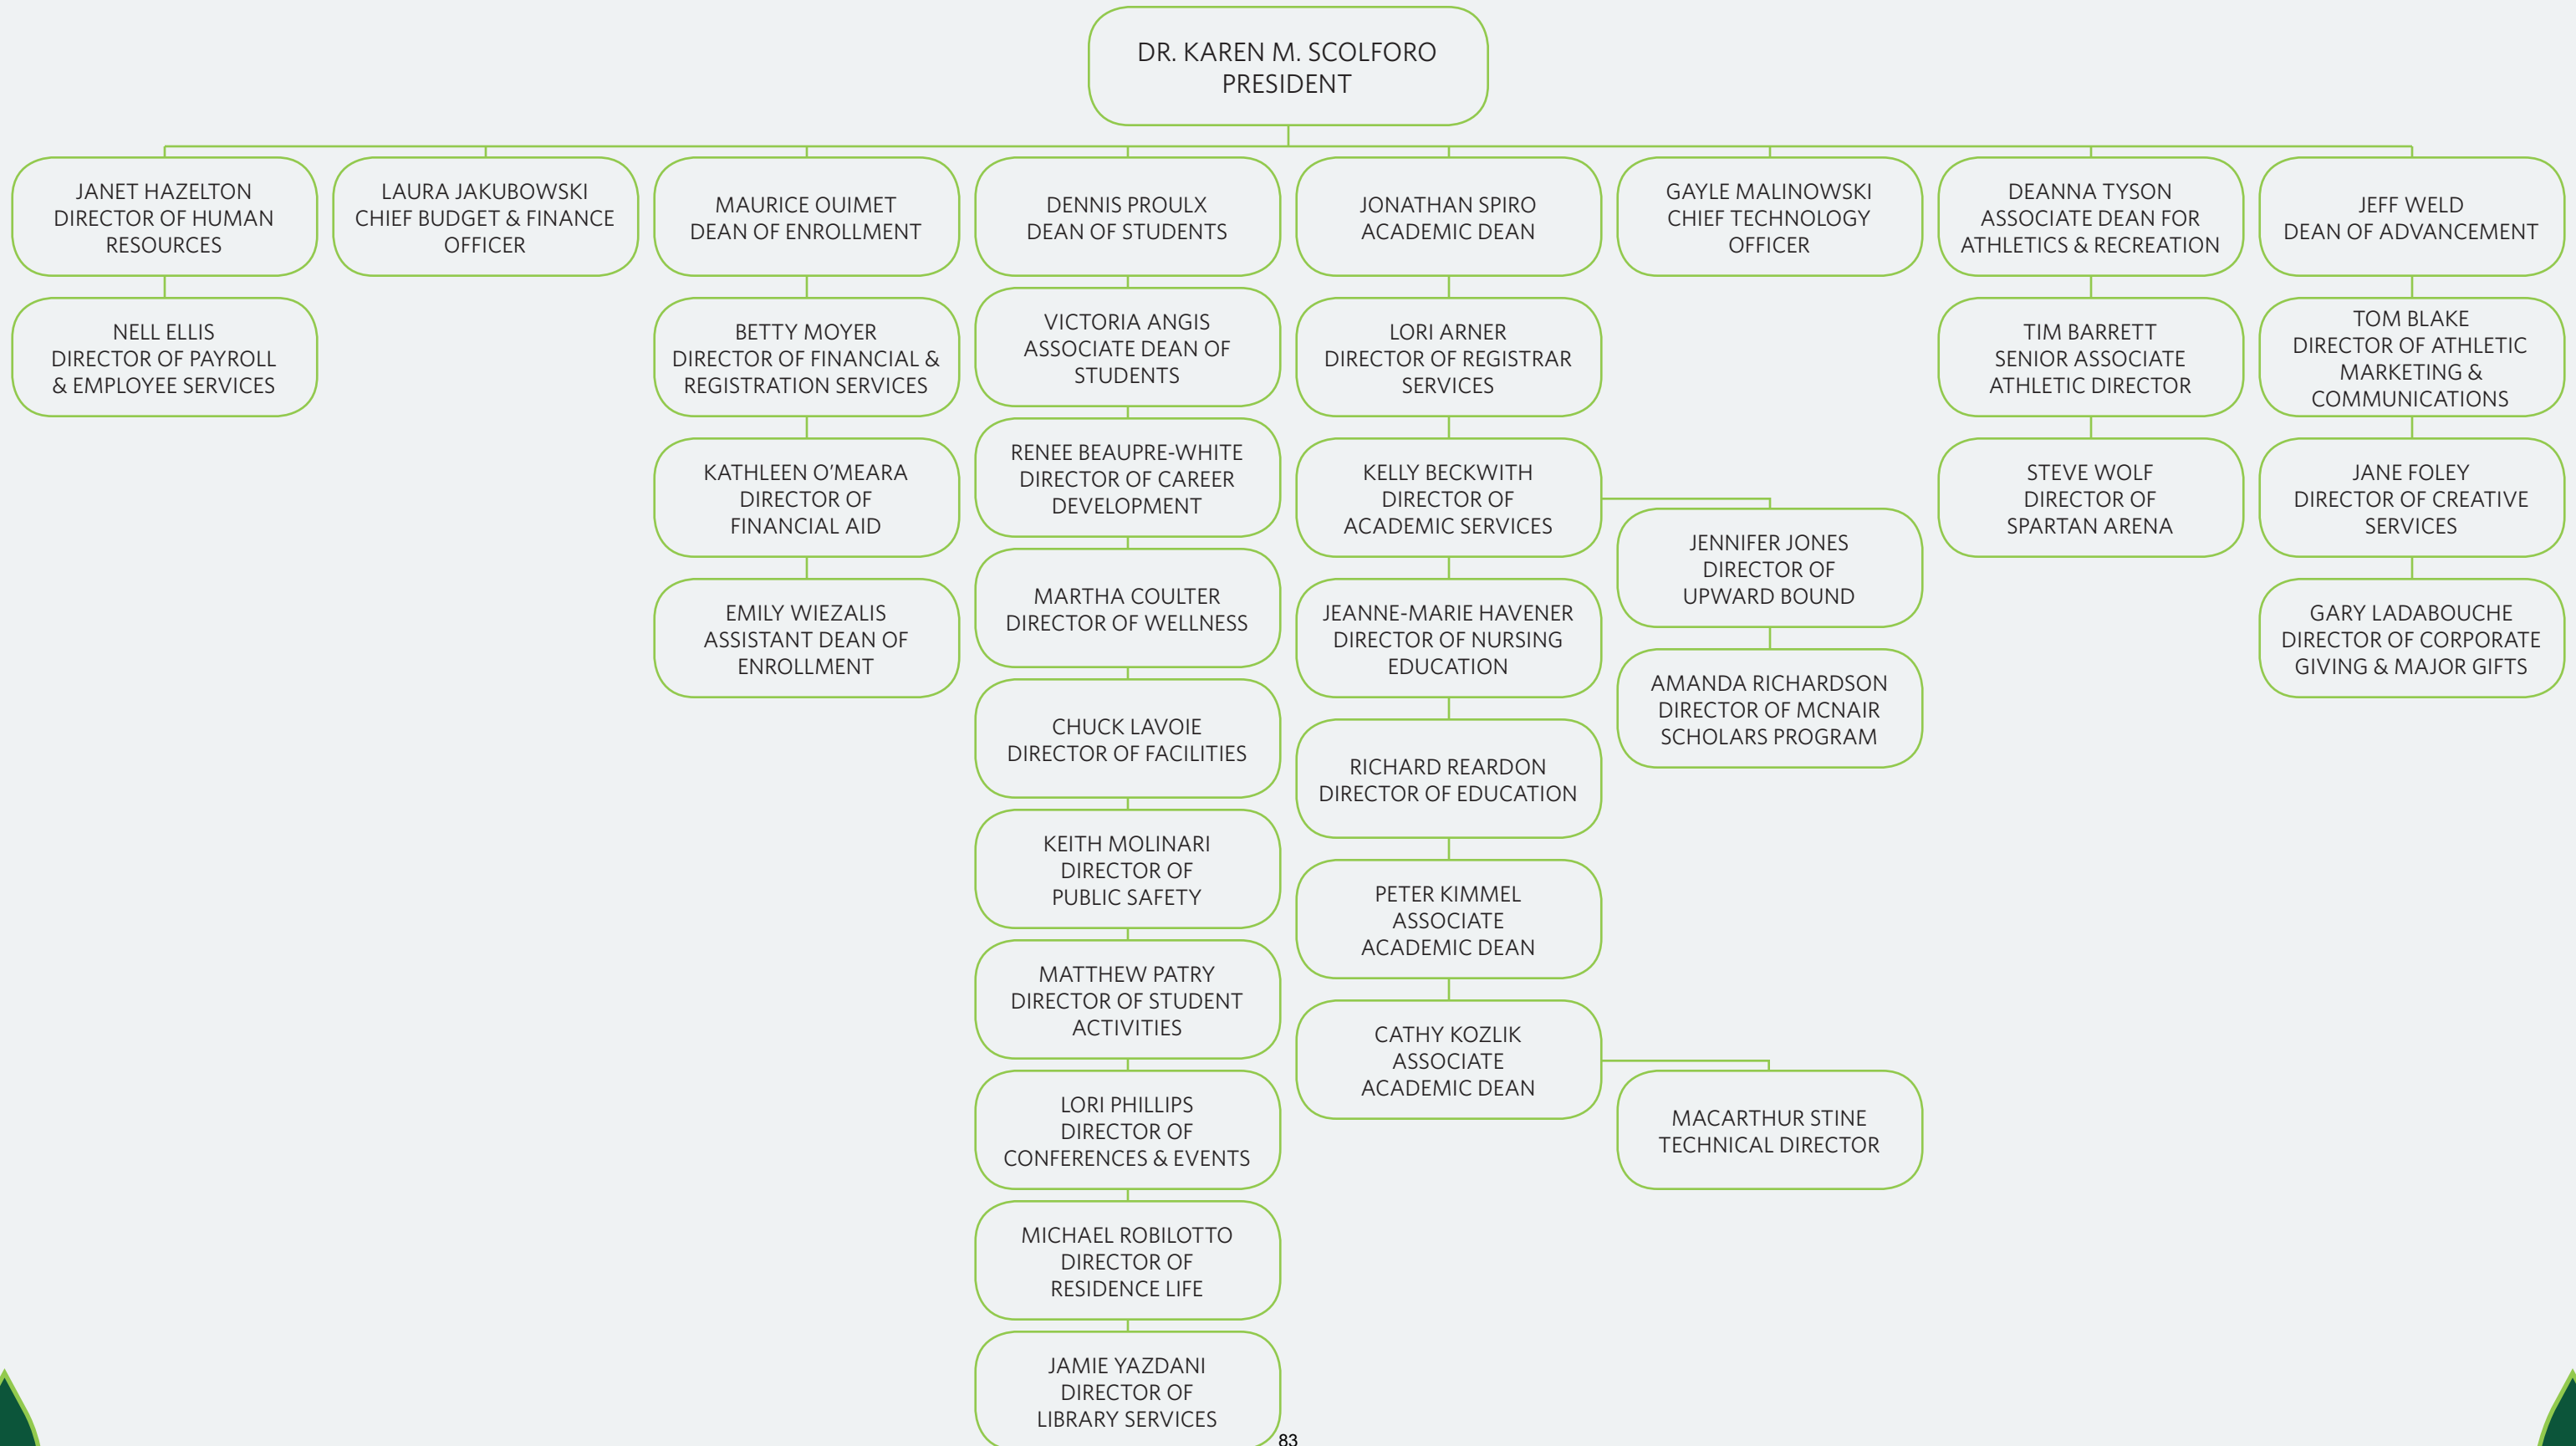 DR. KAREN M. SCOLFORO
PRESIDENT
JANET HAZELTON
DIRECTOR OF HUMAN
RESOURCES
LAURA JAKUBOWSKI
CHIEF BUDGET & FINANCE
OFFICER
MAURICE OUIMET
DEAN OF ENROLLMENT
DENNIS PROULX
DEAN OF STUDENTS
JONATHAN SPIRO
ACADEMIC DEAN
GAYLE MALINOWSKI
CHIEF TECHNOLOGY
OFFICER
DEANNA TYSON
ASSOCIATE DEAN FOR
ATHLETICS & RECREATION
JEFF WELD
DEAN OF ADVANCEMENT
NELL ELLIS
DIRECTOR OF PAYROLL
& EMPLOYEE SERVICES
BETTY MOYER
DIRECTOR OF FINANCIAL &
REGISTRATION SERVICES
KATHLEEN O’MEARA
DIRECTOR OF
FINANCIAL AID
EMILY WIEZALIS
ASSISTANT DEAN OF
ENROLLMENT
VICTORIA ANGIS
ASSOCIATE DEAN OF
STUDENTS
RENEE BEAUPRE-WHITE
DIRECTOR OF CAREER
DEVELOPMENT
MARTHA COULTER
DIRECTOR OF WELLNESS
CHUCK LAVOIE
DIRECTOR OF FACILITIES
KEITH MOLINARI
DIRECTOR OF
PUBLIC SAFETY
MATTHEW PATRY
DIRECTOR OF STUDENT
ACTIVITIES
LORI PHILLIPS
DIRECTOR OF
CONFERENCES & EVENTS
MICHAEL ROBILOTTO
DIRECTOR OF
RESIDENCE LIFE
JAMIE YAZDANI
DIRECTOR OF
LIBRARY SERVICES
LORI ARNER
DIRECTOR OF REGISTRAR
SERVICES
KELLY BECKWITH
DIRECTOR OF
ACADEMIC SERVICES
JEANNE-MARIE HAVENER
DIRECTOR OF NURSING
EDUCATION
RICHARD REARDON
DIRECTOR OF EDUCATION
PETER KIMMEL
ASSOCIATE
ACADEMIC DEAN
CATHY KOZLIK
ASSOCIATE
ACADEMIC DEAN
JENNIFER JONES
DIRECTOR OF
UPWARD BOUND
AMANDA RICHARDSON
DIRECTOR OF MCNAIR
SCHOLARS PROGRAM
MACARTHUR STINE
TECHNICAL DIRECTOR
TIM BARRETT
SENIOR ASSOCIATE
ATHLETIC DIRECTOR
STEVE WOLF
DIRECTOR OF
SPARTAN ARENA
TOM BLAKE
DIRECTOR OF ATHLETIC
MARKETING &
COMMUNICATIONS
JANE FOLEY
DIRECTOR OF CREATIVE
SERVICES
GARY LADABOUCHE
DIRECTOR OF CORPORATE
GIVING & MAJOR GIFTS
83